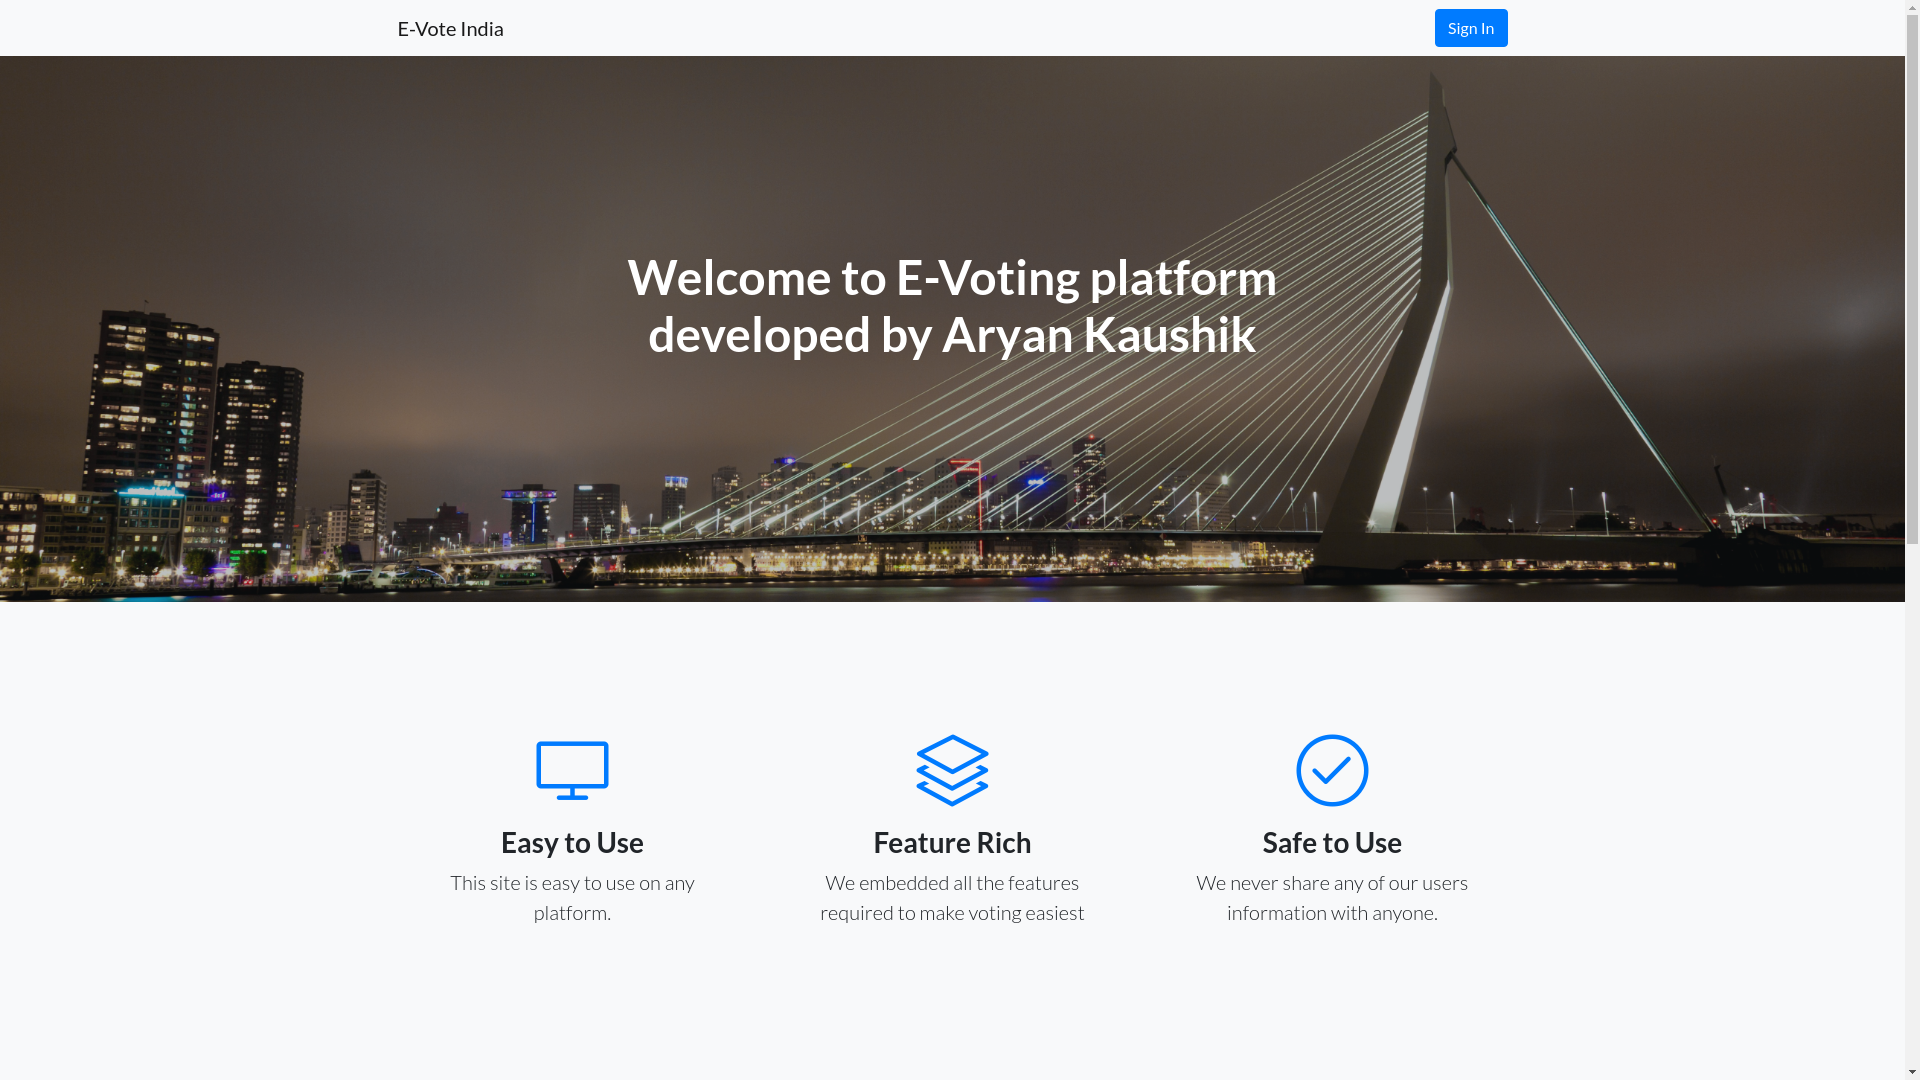 E-Vote India
Sign In
Welcome to E-Voting platform
developed by Aryan Kaushik
Easy to Use
This site is easy to use on any
platform.
Feature Rich
We embedded all the features
required to make voting easiest
Safe to Use
We never share any of our users
information with anyone.